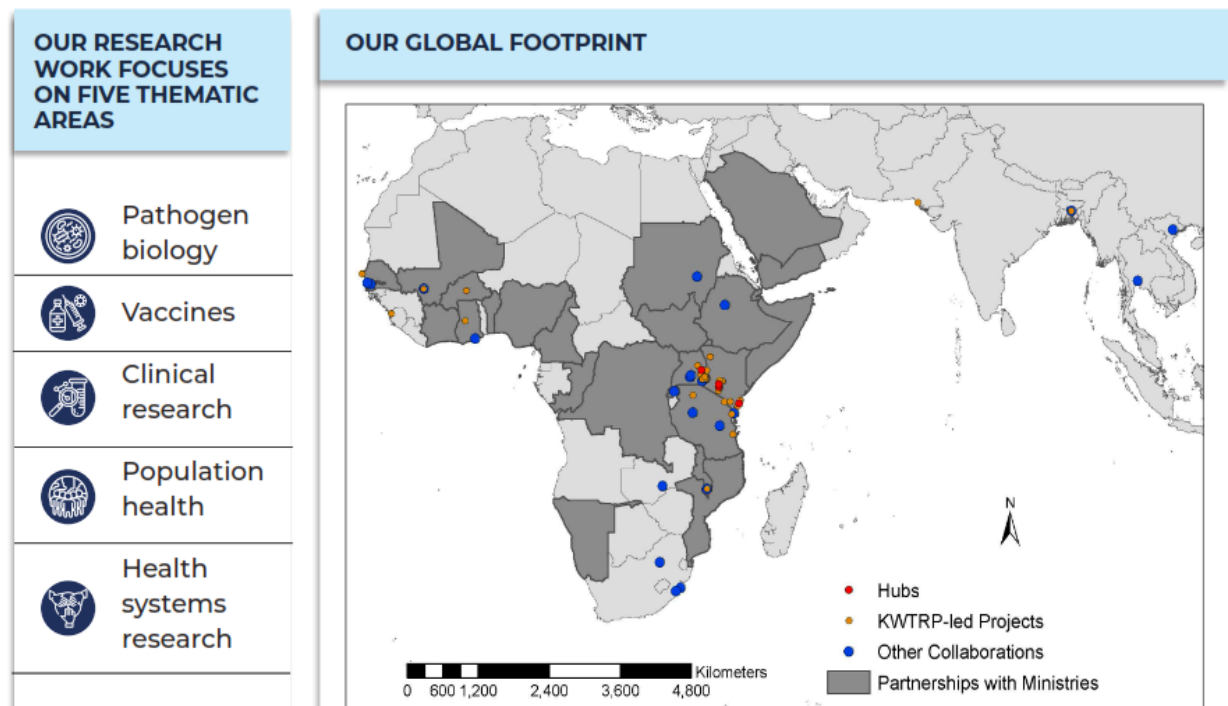 OUR RESEARCH
WORK FOCUSES
ON FIVE THEMATIC
AREAS
Pathogen
biology
Vaccines
Clinical
research
Population
health
Health
systems
research
OUR GLOBAL FOOTPRINT
N
Hubs
KWTRP-led Projects
Other Collaborations
Partnerships with Ministries
Kilometers
0 600 1,200 2,400 3,600 4,800